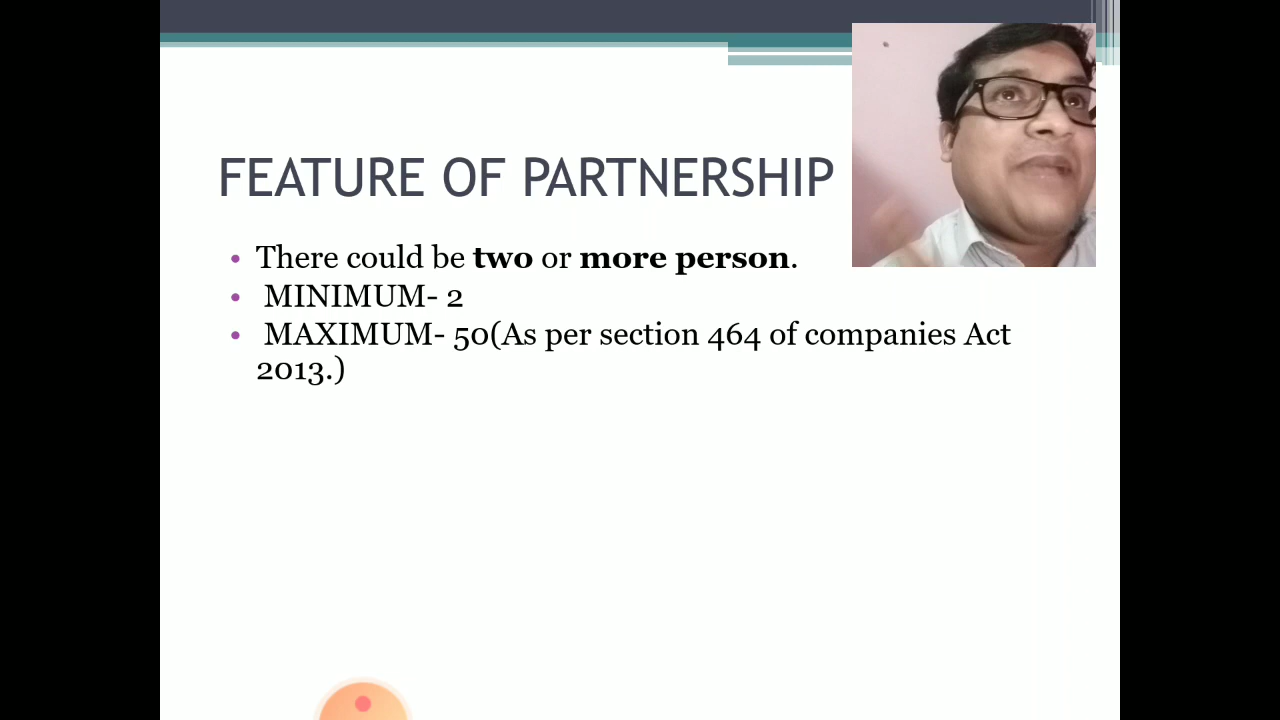 FEATURE OF PARTNERSHIP
• There could be two or more person.
• MINIMUM- 2
• MAXIMUM- 50(As per section 464 of companies Act
2013.)